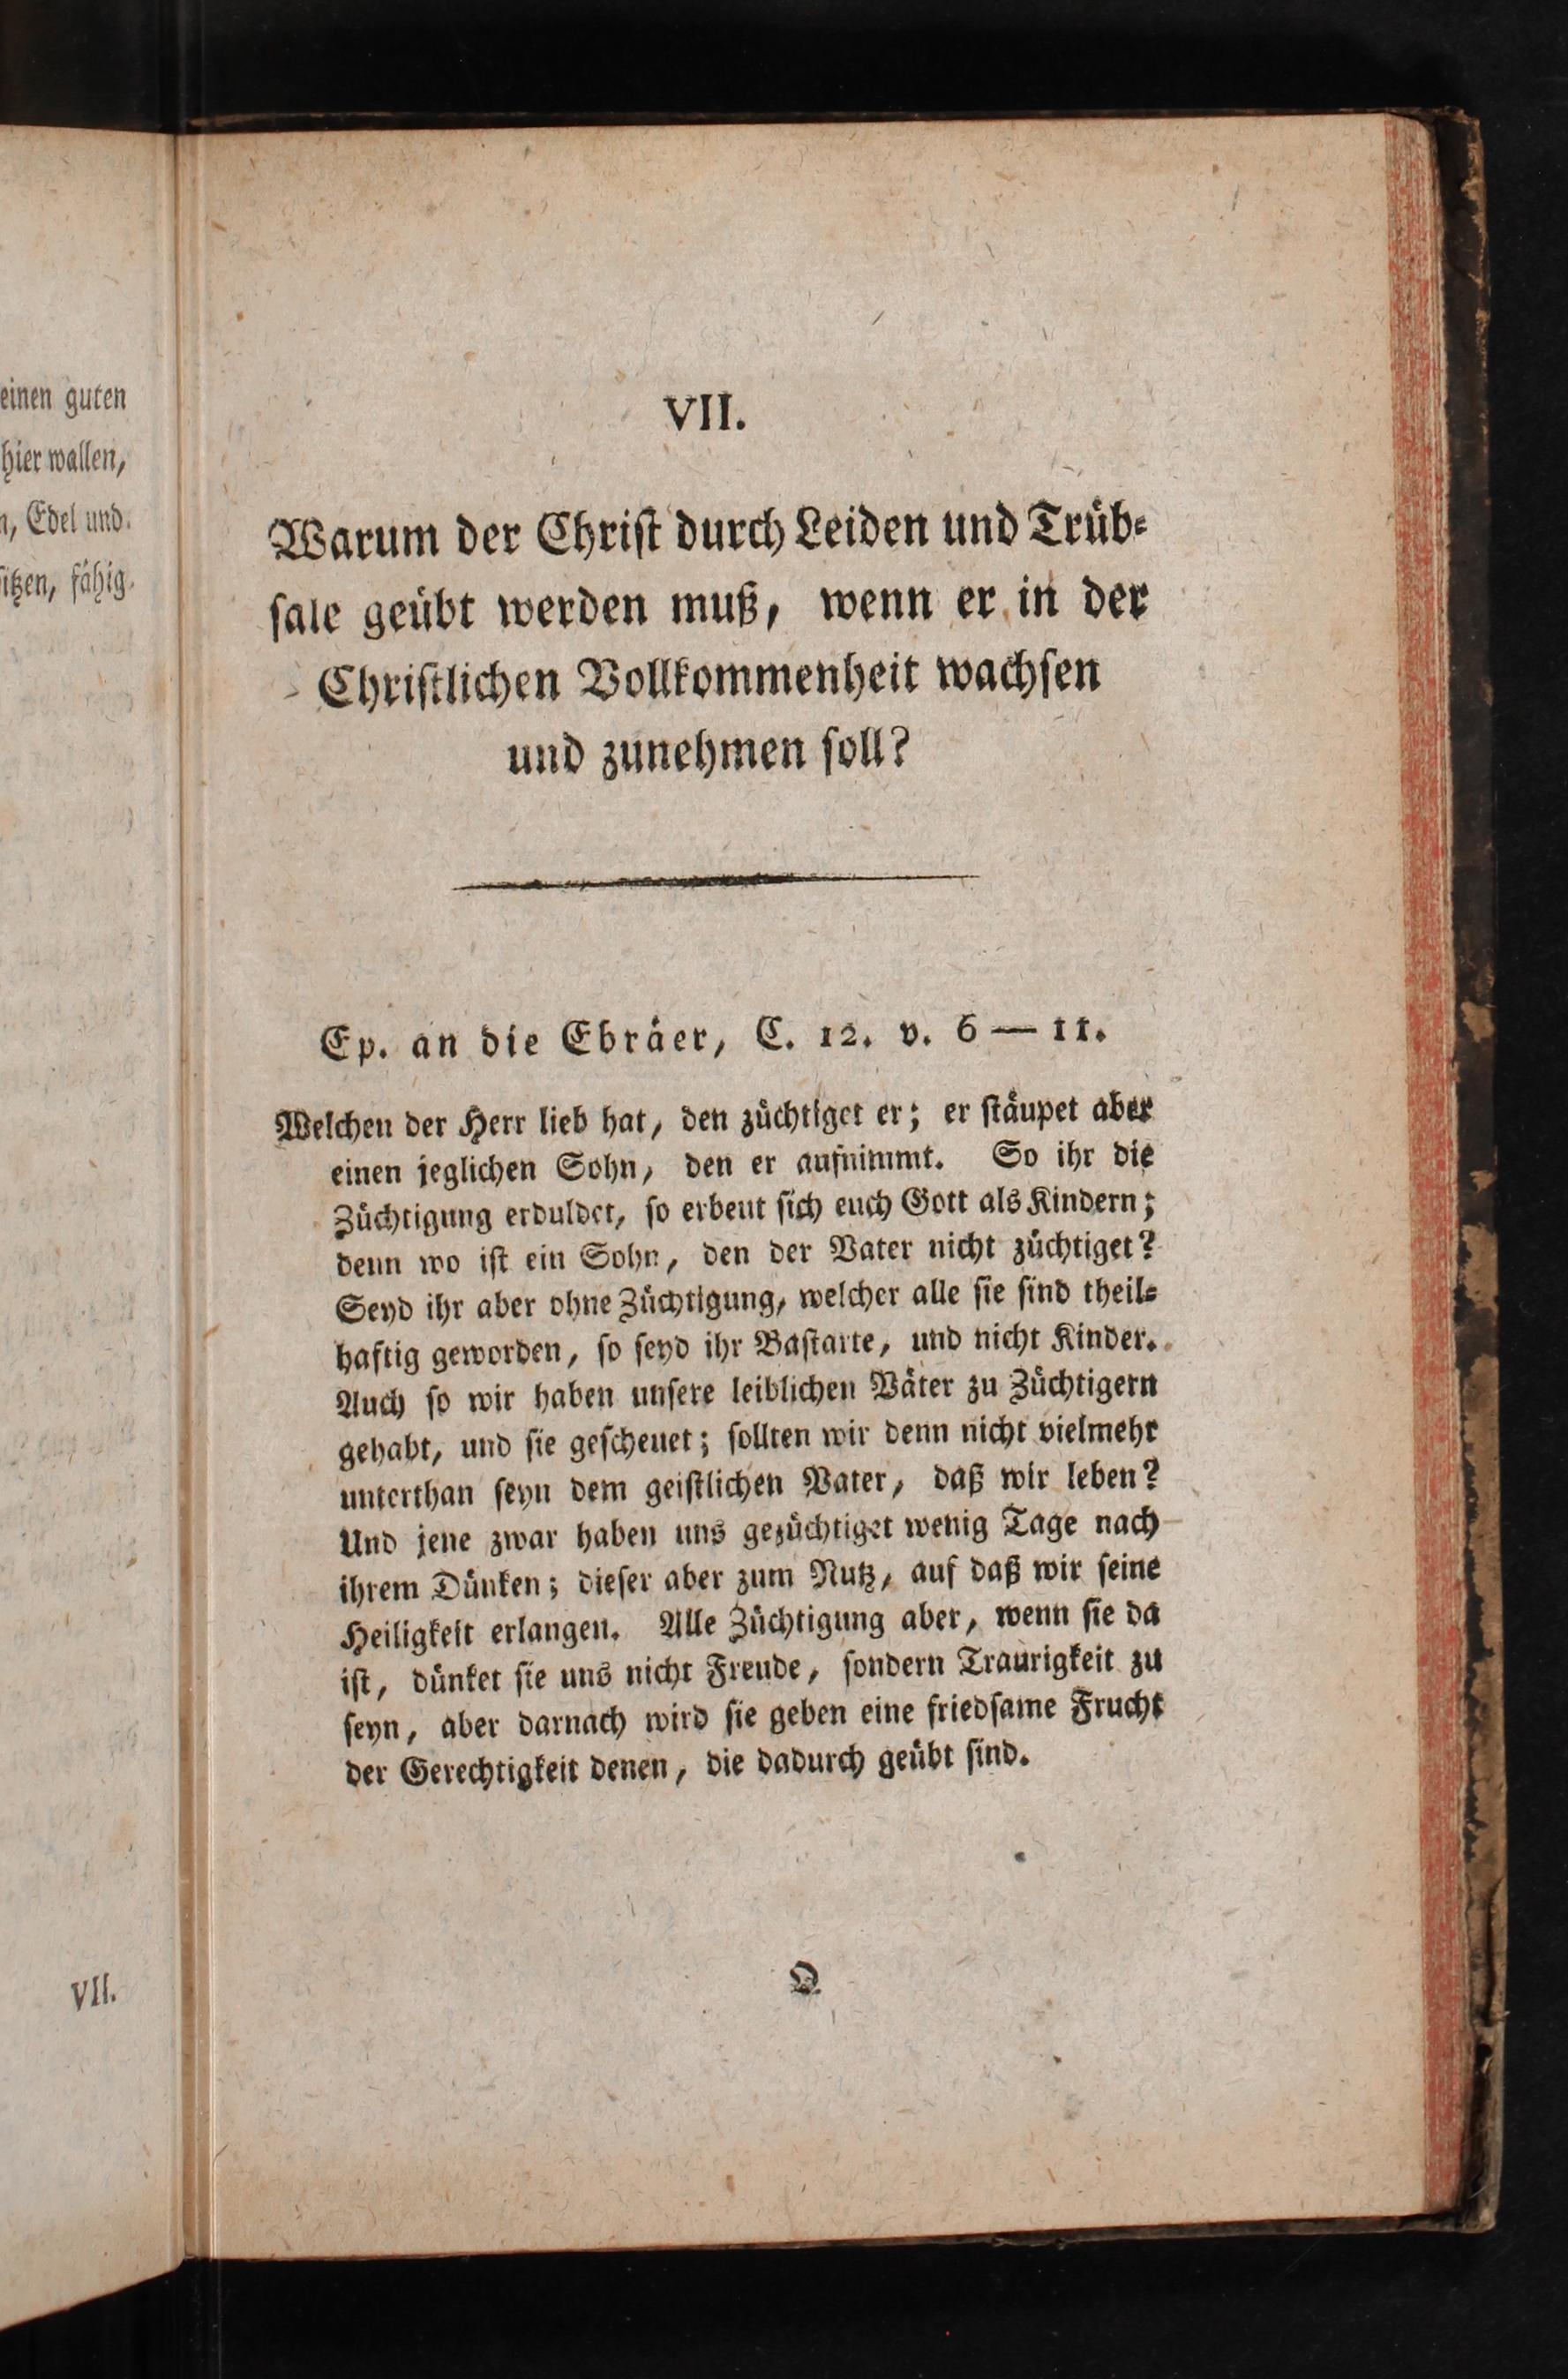 einen guten
hier wallen,
n, Edel und
sitzen, fähig
VII.
VII.
Warum der Christ durch Leiden und Trüb-
sale geübt werden muß, wenn er in der
Christlichen Vollkommenheit wachsen
und zunehmen soll?
Ep. an die Ebräer, C. 12. v. 6 — 11.
Welchen der Herr lieb hat, den züchtiget er; er stäupet aber
einen jeglichen Sohn, den er aufnimmt. So ihr die
Züchtigung erduldet, so erbeut sich euch Gott als Kindern;
denn wo ist ein Sohn, den der Vater nicht züchtiget?
Seyd ihr aber ohne Züchtigung, welcher alle sie sind theil-
haftig geworden, so seyd ihr Bastarte, und nicht Kinder.
Auch so wir haben unsere leiblichen Väter zu Züchtigern
gehabt, und sie gescheuet; sollten wir denn nicht vielmehr
unterthan seyn dem geistlichen Vater, daß wir leben?
Und jene zwar haben uns gezüchtiget wenig Tage nach
ihrem Dünken; dieser aber zum Nutz, auf daß wir seine
Heiligkeit erlangen. Alle Züchtigung aber, wenn sie da
ist, dünket sie uns nicht Freude, sondern Traurigkeit zu
seyn, aber darnach wird sie geben eine friedsame Frucht
der Gerechtigkeit denen, die dadurch geübt sind.
Q